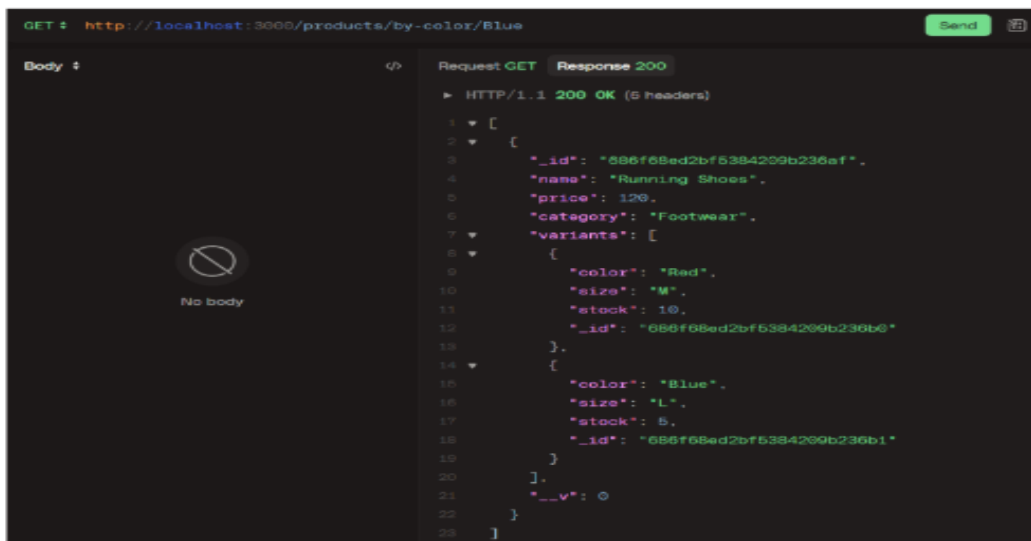 GET http://localhost:3000/products/by-color/Blue Send
Body </> Request GET Response 200
HTTP/1.1 200 OK (5 headers)
1 [
2 {
3 "_id": "686f68ed2bf5384209b236af",
4 "name": "Running Shoes",
5 "price": 120,
6 "category": "Footwear",
7 "variants": [
8 {
9 "color": "Red",
10 "size": "M",
11 "stock": 10,
12 "_id": "686f68ed2bf5384209b236b0"
13 },
14 {
15 "color": "Blue",
16 "size": "L",
17 "stock": 5,
18 "_id": "686f68ed2bf5384209b236b1"
19 }
20 ],
21 "__v": 0
22 }
23 ]
No body